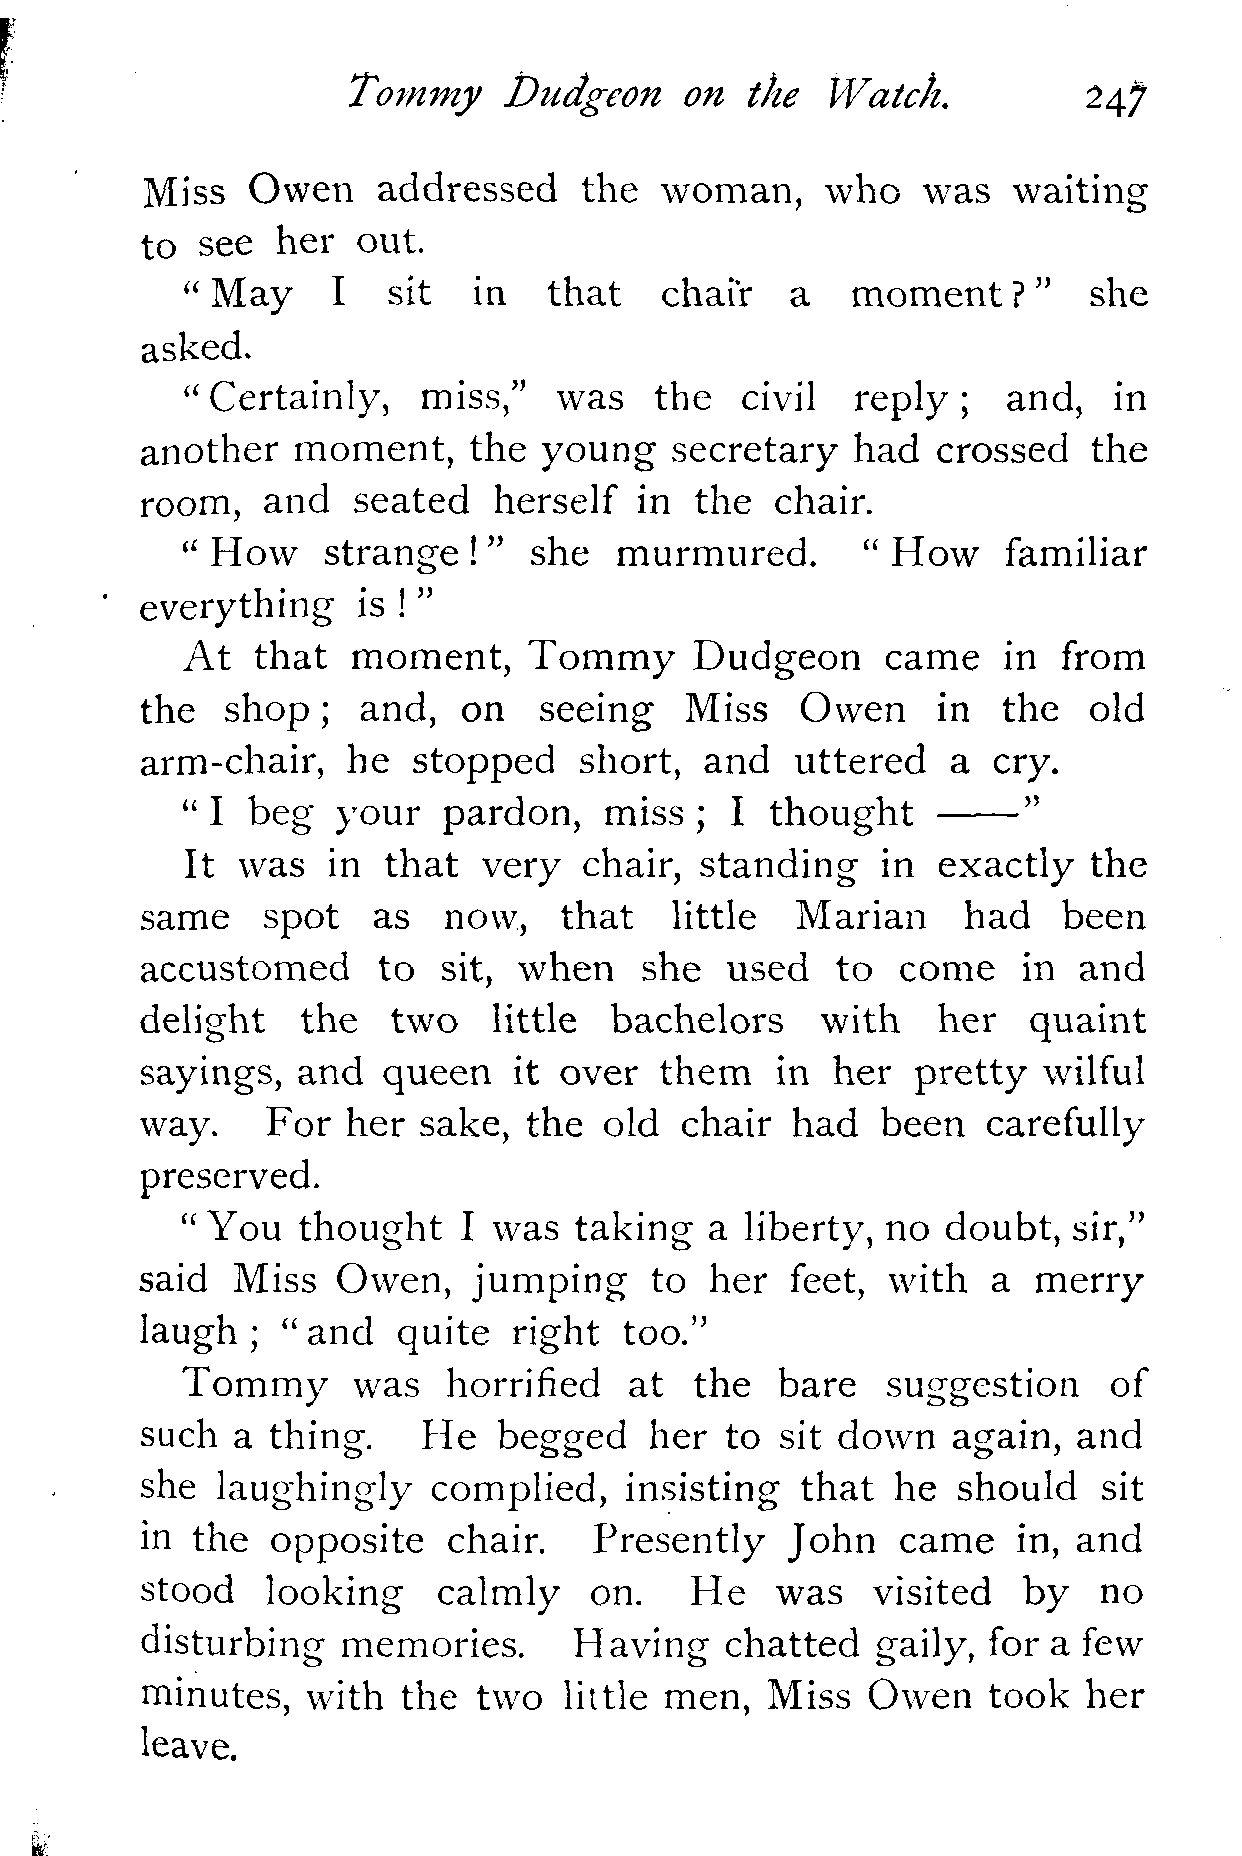 Tommy Dudgeon on the Watch. 247
Miss Owen addressed the woman, who was waiting
to see her out.
“ May I sit in that chair a moment ? ” she
asked.
“ Certainly, miss,” was the civil reply ; and, in
another moment, the young secretary had crossed the
room, and seated herself in the chair.
“ How strange ! ” she murmured. “ How familiar
everything is ! ”
At that moment, Tommy Dudgeon came in from
the shop ; and, on seeing Miss Owen in the old
arm-chair, he stopped short, and uttered a cry.
“ I beg your pardon, miss ; I thought ——”
It was in that very chair, standing in exactly the
same spot as now, that little Marian had been
accustomed to sit, when she used to come in and
delight the two little bachelors with her quaint
sayings, and queen it over them in her pretty wilful
way. For her sake, the old chair had been carefully
preserved.
“ You thought I was taking a liberty, no doubt, sir,”
said Miss Owen, jumping to her feet, with a merry
laugh ; “ and quite right too.”
Tommy was horrified at the bare suggestion of
such a thing. He begged her to sit down again, and
she laughingly complied, insisting that he should sit
in the opposite chair. Presently John came in, and
stood looking calmly on. He was visited by no
disturbing memories. Having chatted gaily, for a few
minutes, with the two little men, Miss Owen took her
leave.